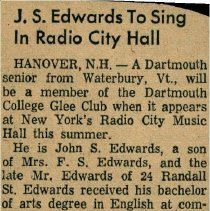 J. S. Edwards To Sing
In Radio City Hall
HANOVER, N.H. — A Dartmouth
senior from Waterbury, Vt., will
be a member of the Dartmouth
College Glee Club when it appears
at New York's Radio City Music
Hall this summer.
He is John S. Edwards, a son
of Mrs. F. S. Edwards, and the
late Mr. Edwards of 24 Randall
St. Edwards received his bachelor
of arts degree in English at com-